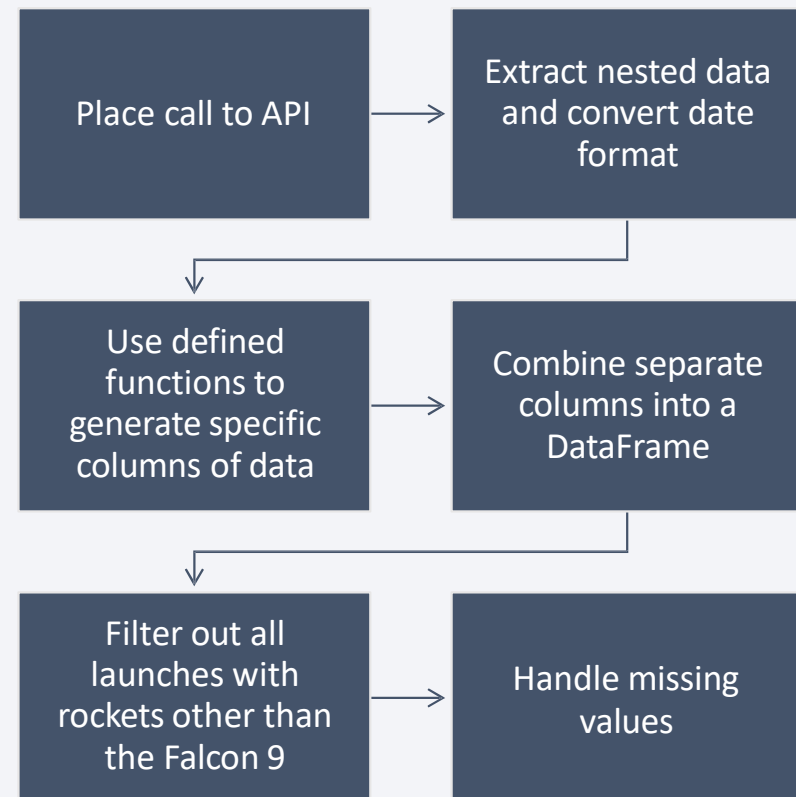 Place call to API
Extract nested data
and convert date
format
Use defined
functions to
generate specific
columns of data
Combine separate
columns into a
DataFrame
Filter out all
launches with
rockets other than
the Falcon 9
Handle missing
values